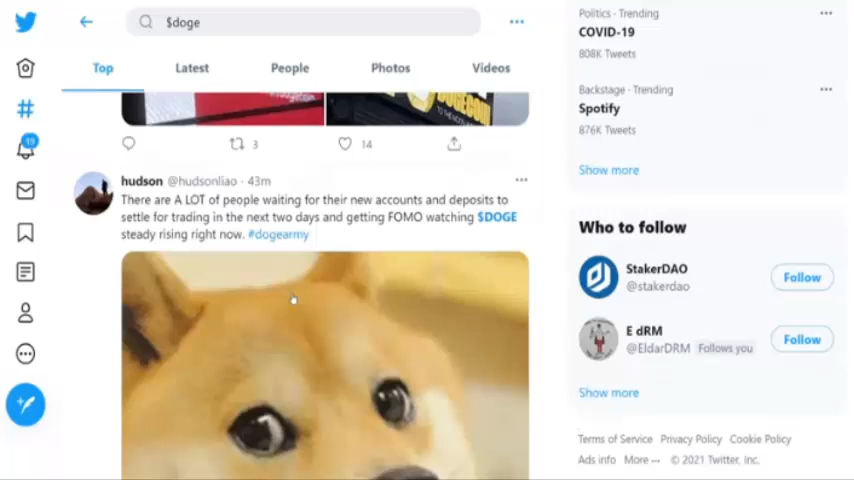 $doge
Top Latest People Photos Videos
DOGECOIN
3 14
hudson @hudsonliao · 43m
There are A LOT of people waiting for their new accounts and deposits to
settle for trading in the next two days and getting FOMO watching $DOGE
steady rising right now. #dogearmy
Politics · Trending
COVID-19
808K Tweets
Backstage · Trending
Spotify
876K Tweets
Show more
Who to follow
StakerDAO
@stakerdao
Follow
E dRM
@EldarDRM Follows you
Follow
Show more
Terms of Service Privacy Policy Cookie Policy
Ads info More ··· © 2021 Twitter, Inc.